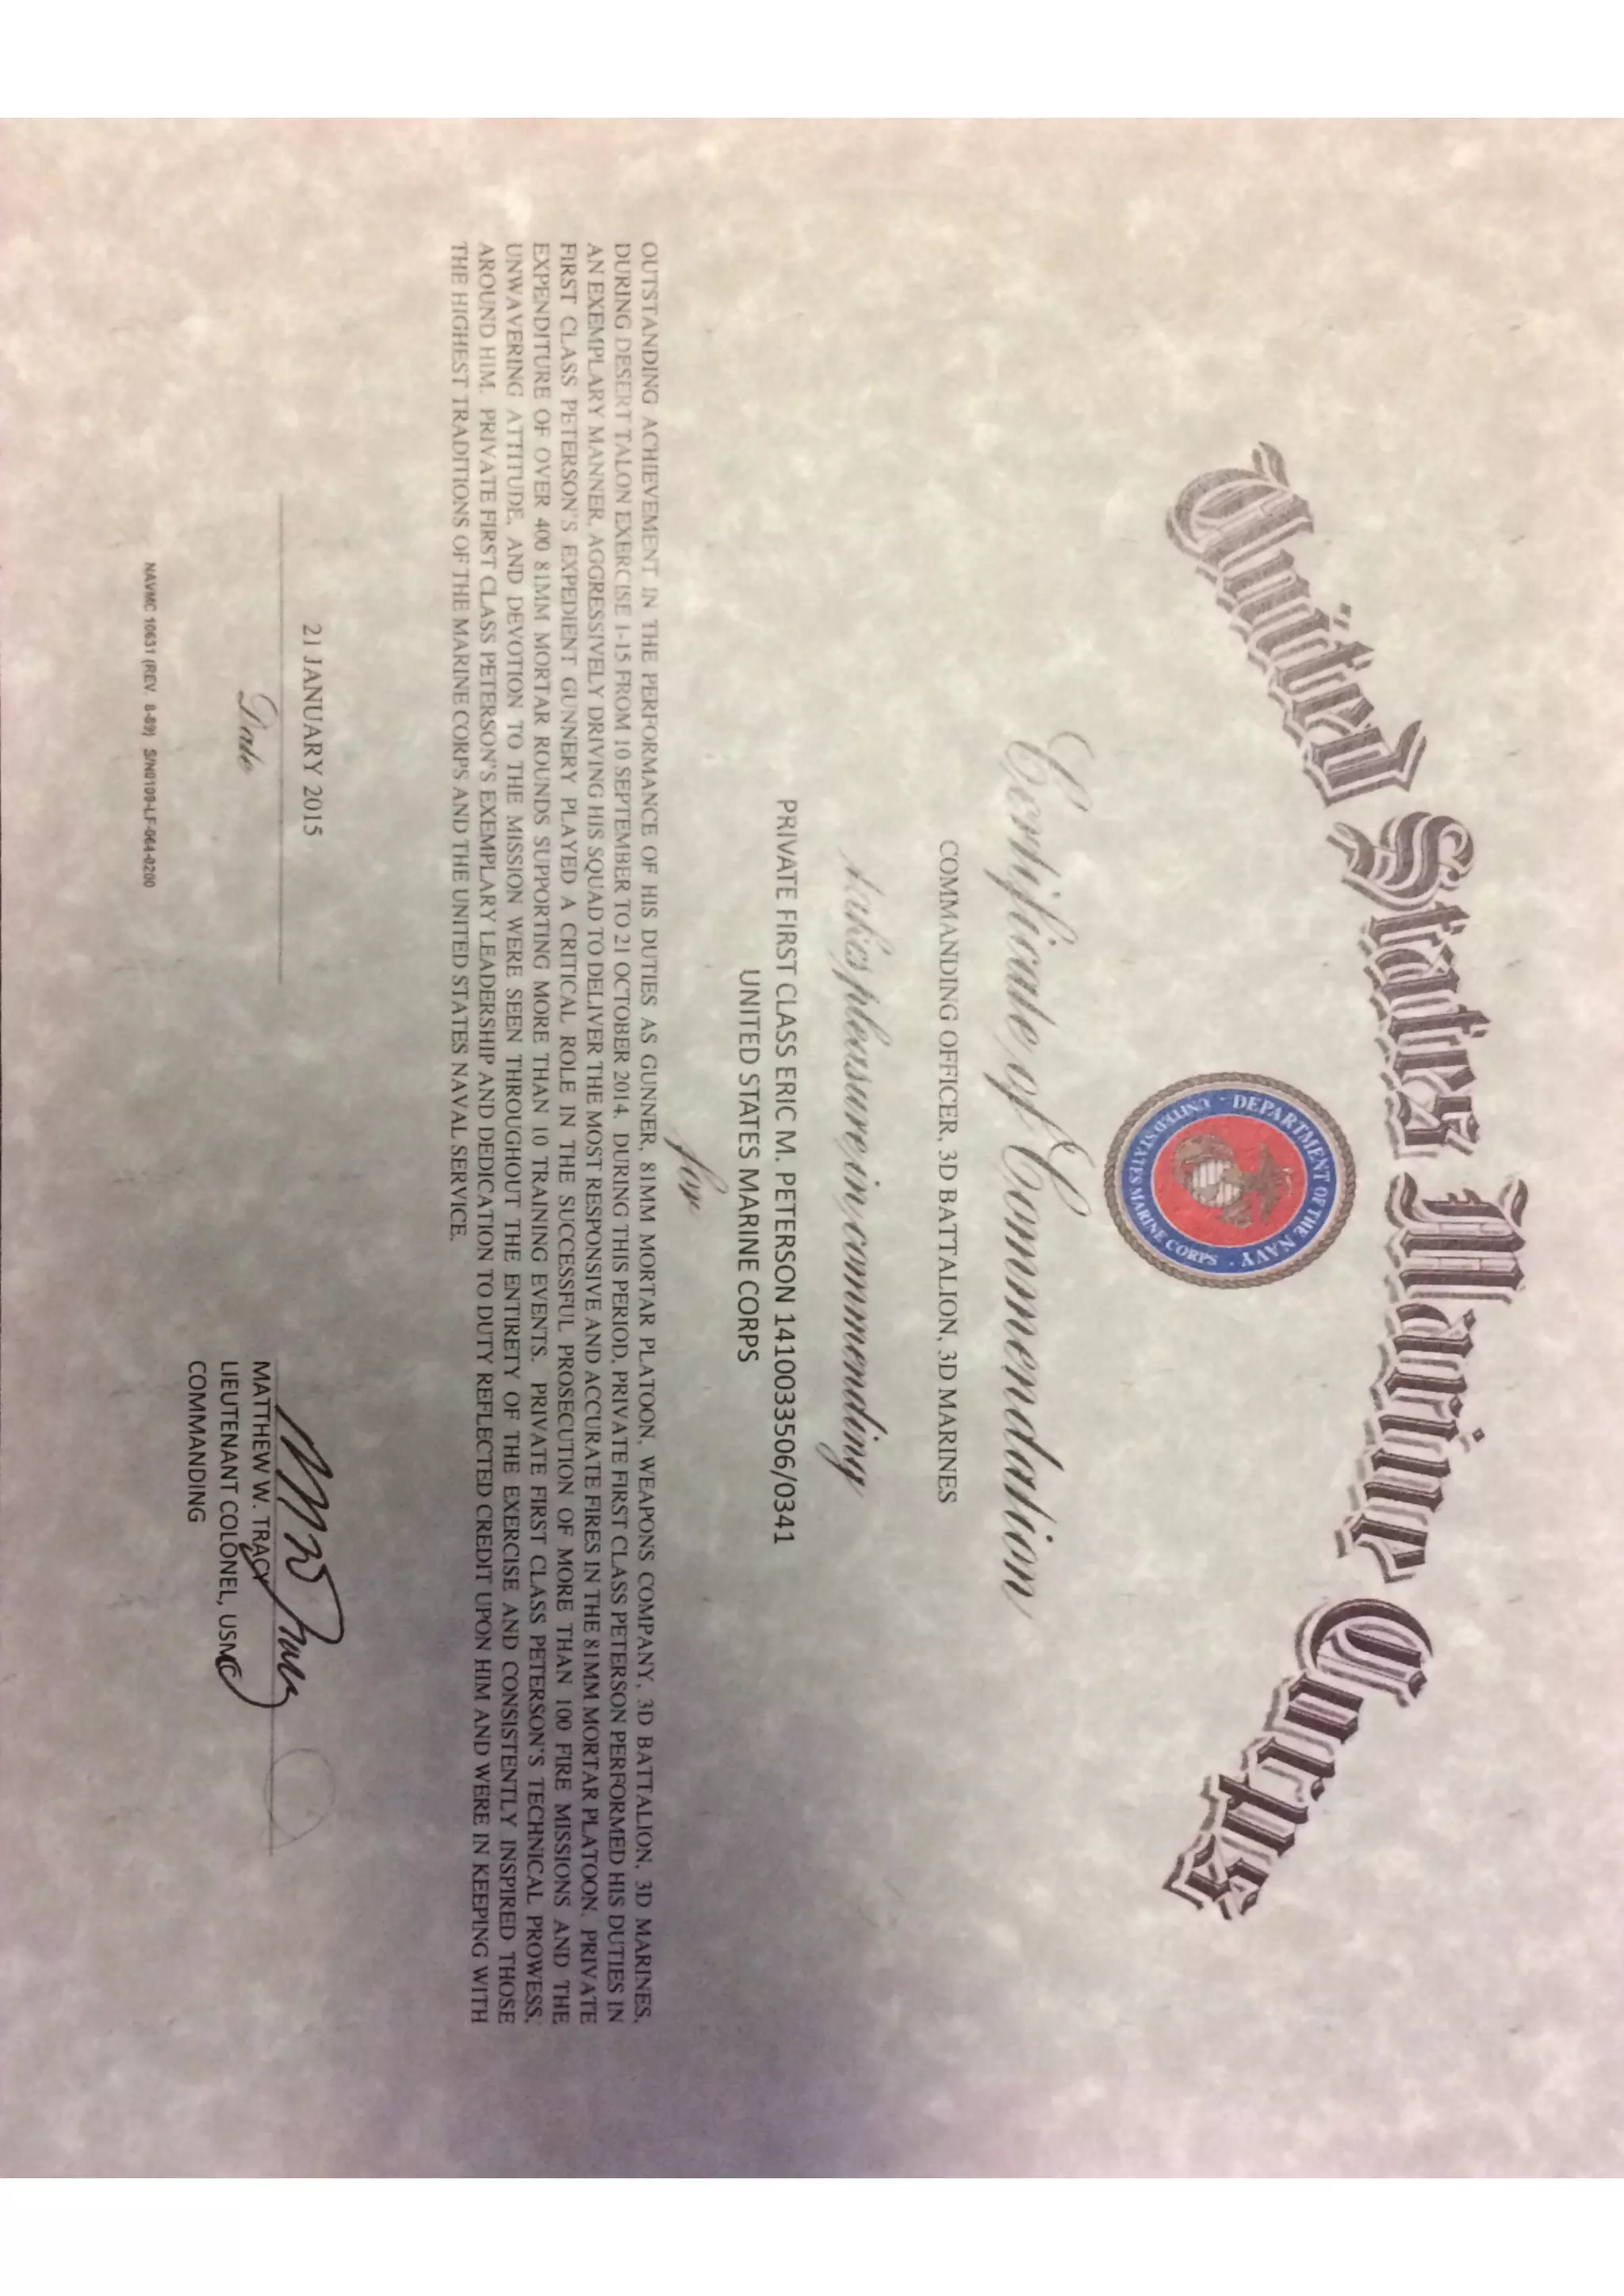 United States Marine Corps
DEPARTMENT OF THE NAVY · UNITED STATES MARINE CORPS ·
Certificate of Commendation
COMMANDING OFFICER, 3D BATTALION, 3D MARINES
takes pleasure in commending
PRIVATE FIRST CLASS ERIC M. PETERSON 1410033506/0341
UNITED STATES MARINE CORPS
for
OUTSTANDING ACHIEVEMENT IN THE PERFORMANCE OF HIS DUTIES AS GUNNER, 81MM MORTAR PLATOON, WEAPONS COMPANY, 3D BATTALION, 3D MARINES,
DURING DESERT TALON EXERCISE 1-15 FROM 10 SEPTEMBER TO 21 OCTOBER 2014. DURING THIS PERIOD, PRIVATE FIRST CLASS PETERSON PERFORMED HIS DUTIES IN
AN EXEMPLARY MANNER, AGGRESSIVELY DRIVING HIS SQUAD TO DELIVER THE MOST RESPONSIVE AND ACCURATE FIRES IN THE 81MM MORTAR PLATOON. PRIVATE
FIRST CLASS PETERSON'S EXPEDIENT GUNNERY PLAYED A CRITICAL ROLE IN THE SUCCESSFUL PROSECUTION OF MORE THAN 100 FIRE MISSIONS AND THE
EXPENDITURE OF OVER 400 81MM MORTAR ROUNDS SUPPORTING MORE THAN 10 TRAINING EVENTS. PRIVATE FIRST CLASS PETERSON'S TECHNICAL PROWESS,
UNWAVERING ATTITUDE, AND DEVOTION TO THE MISSION WERE SEEN THROUGHOUT THE ENTIRETY OF THE EXERCISE AND CONSISTENTLY INSPIRED THOSE
AROUND HIM. PRIVATE FIRST CLASS PETERSON'S EXEMPLARY LEADERSHIP AND DEDICATION TO DUTY REFLECTED CREDIT UPON HIM AND WERE IN KEEPING WITH
THE HIGHEST TRADITIONS OF THE MARINE CORPS AND THE UNITED STATES NAVAL SERVICE.
21 JANUARY 2015
Date
MATTHEW W. TRACY
LIEUTENANT COLONEL, USMC
COMMANDING
NAVMC 10631 (REV 8-89) S/N0109-LF-064-0200